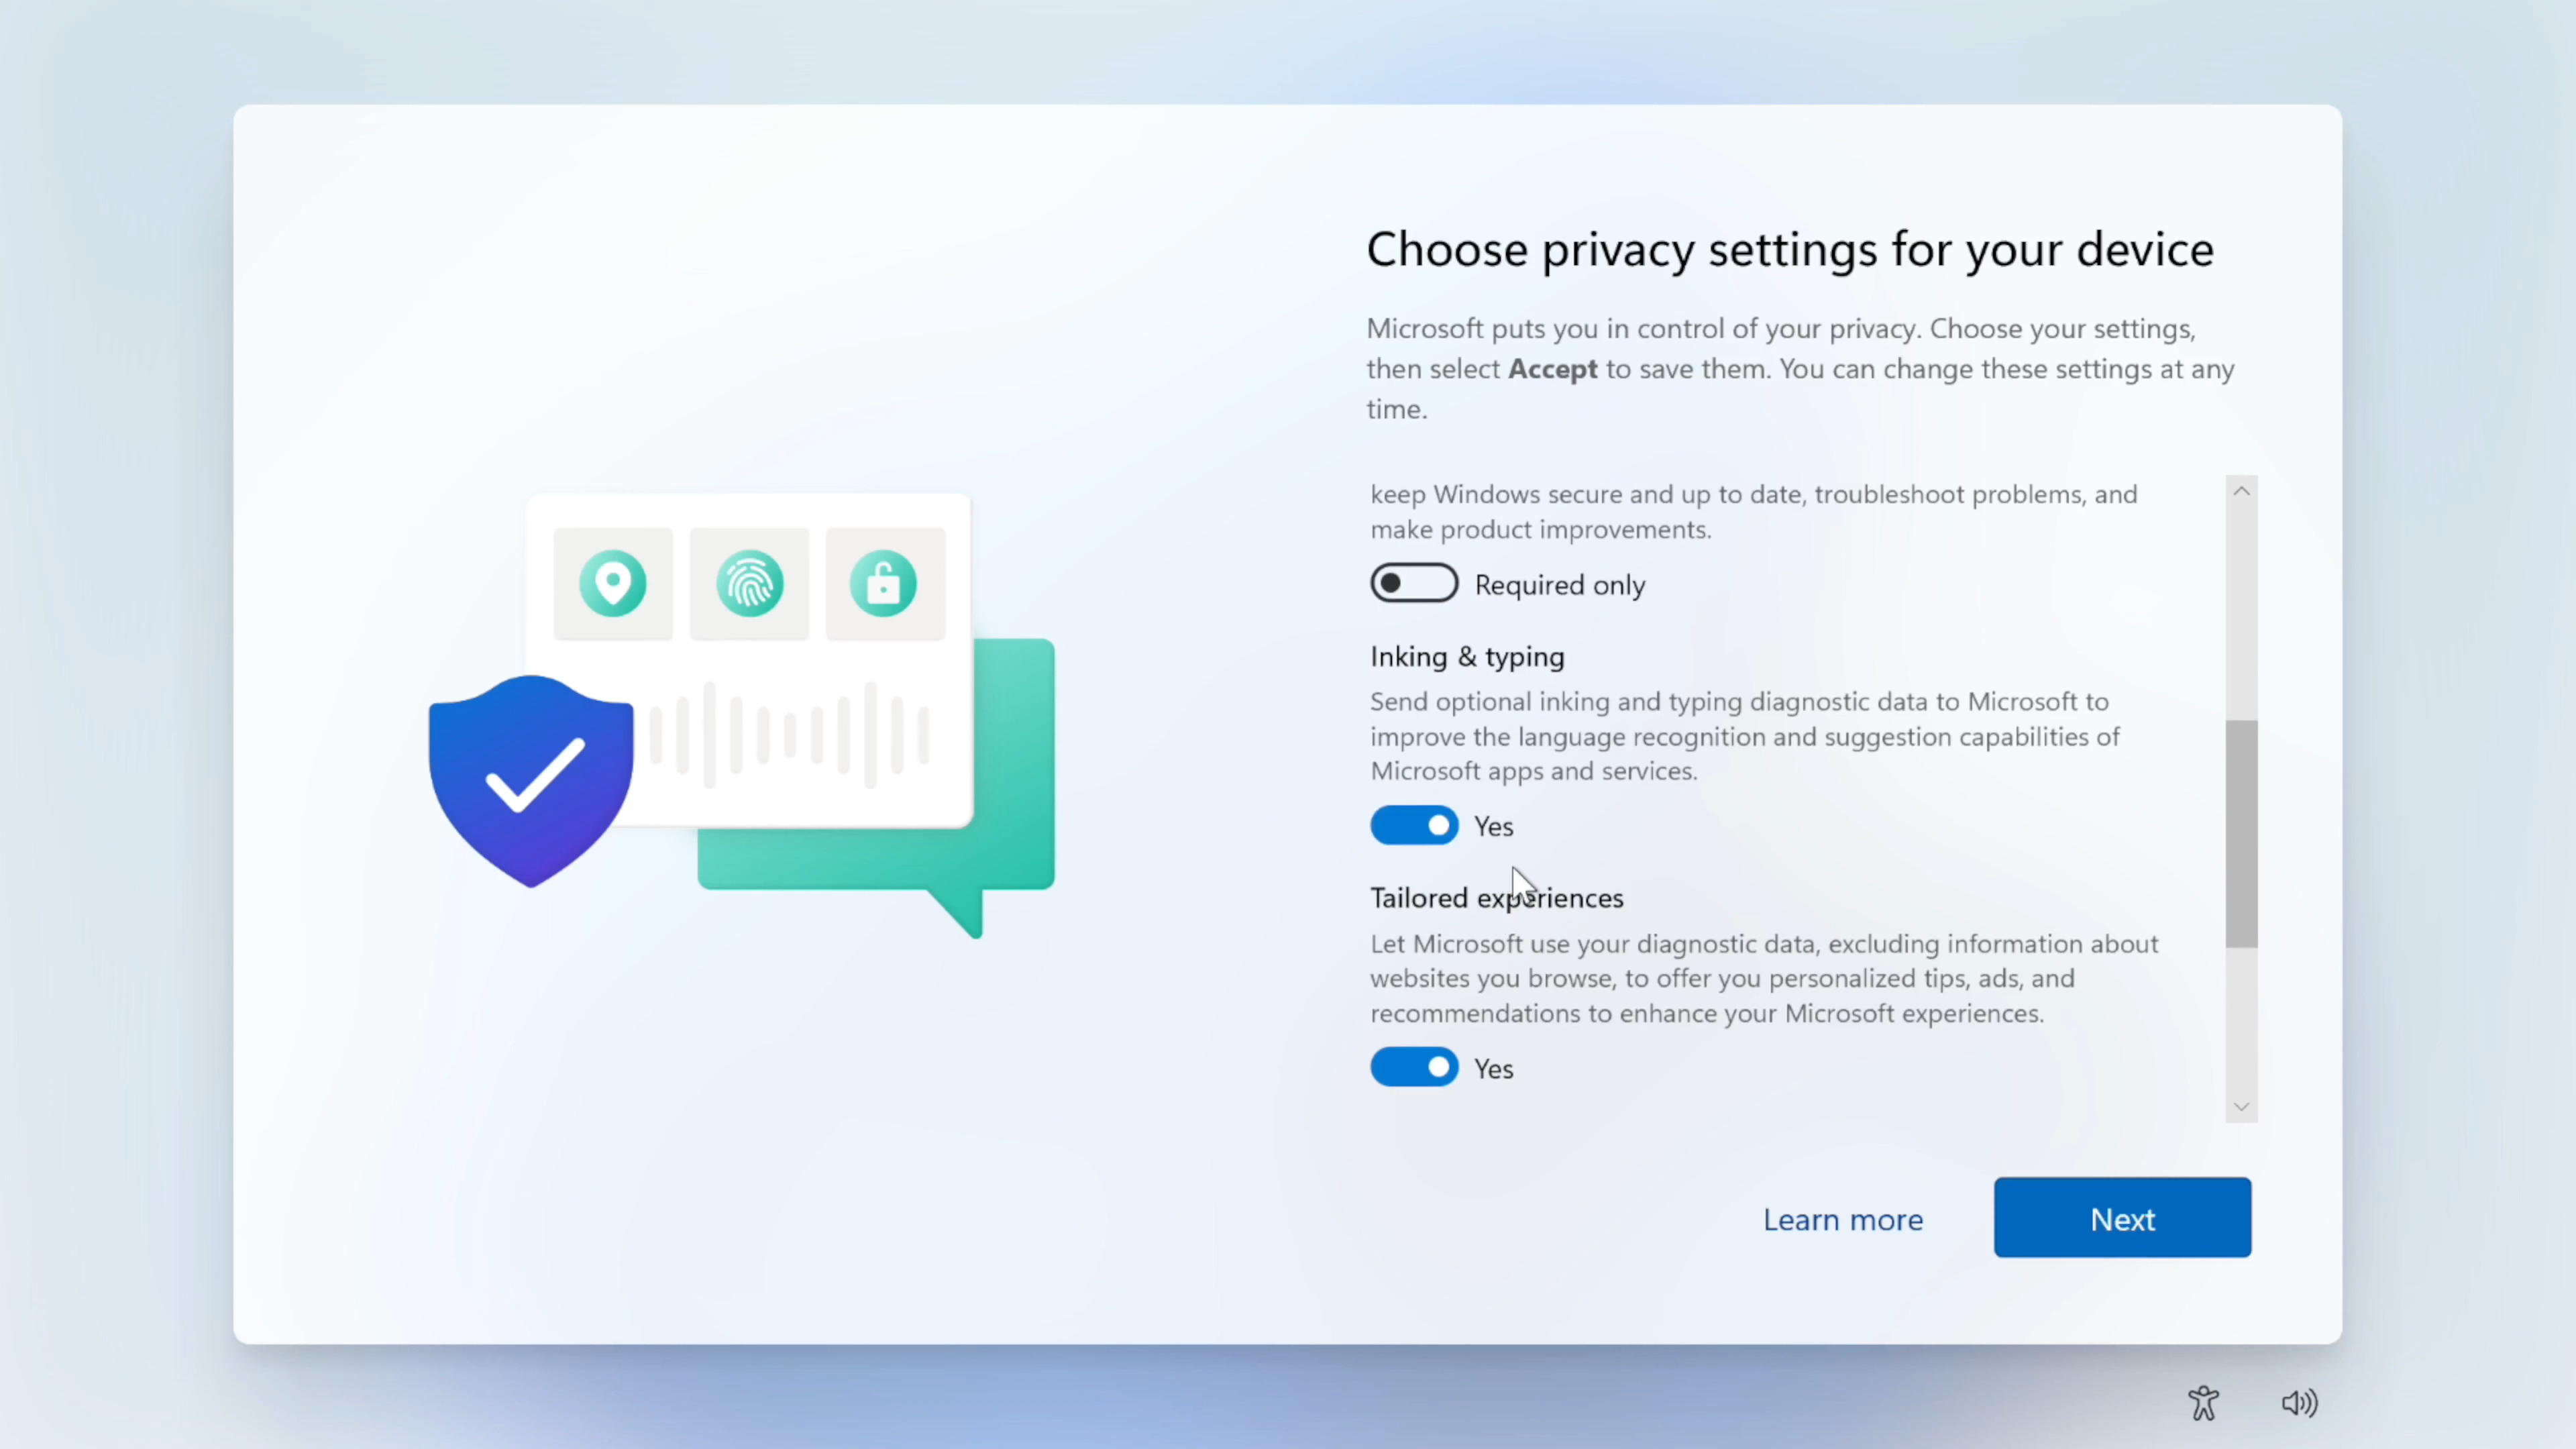 Choose privacy settings for your device
Microsoft puts you in control of your privacy. Choose your settings,
then select Accept to save them. You can change these settings at any
time.
keep Windows secure and up to date, troubleshoot problems, and
make product improvements.
Required only
Inking & typing
Send optional inking and typing diagnostic data to Microsoft to
improve the language recognition and suggestion capabilities of
Microsoft apps and services.
Yes
Tailored experiences
Let Microsoft use your diagnostic data, excluding information about
websites you browse, to offer you personalized tips, ads, and
recommendations to enhance your Microsoft experiences.
Yes
Learn more
Next